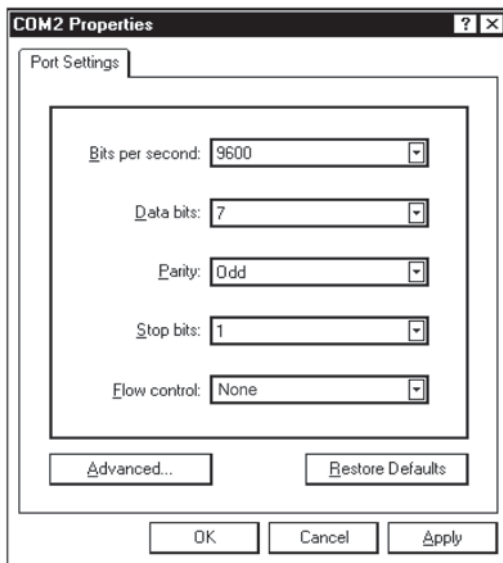 COM2 Properties ? ×
Port Settings
Bits per second: 9600
Data bits: 7
Parity: Odd
Stop bits: 1
Flow control: None
Advanced... Restore Defaults
OK Cancel Apply